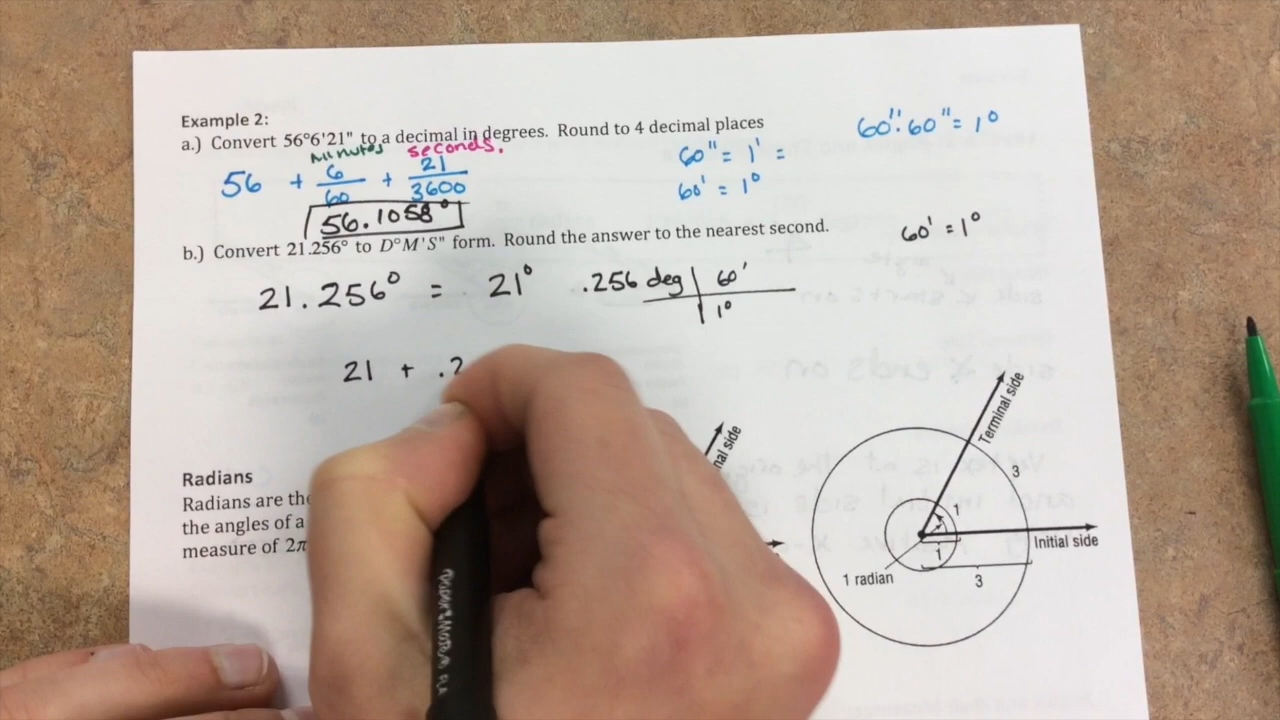 Example 2:
a.) Convert 56°6'21" to a decimal in degrees. Round to 4 decimal places
60":60" = 1°
minutes seconds.
56 + 6/60 + 21/3600
60" = 1' =
60' = 1°
56.1058°
b.) Convert 21.256° to D°M'S" form. Round the answer to the nearest second.
60' = 1°
21.256° = 21° .256 deg | 60'
1°
21 + .2
Radians
Radians are the
the angles of a
measure of 2π
nal side
Terminal side
3
1
Initial side
1
1 radian
3